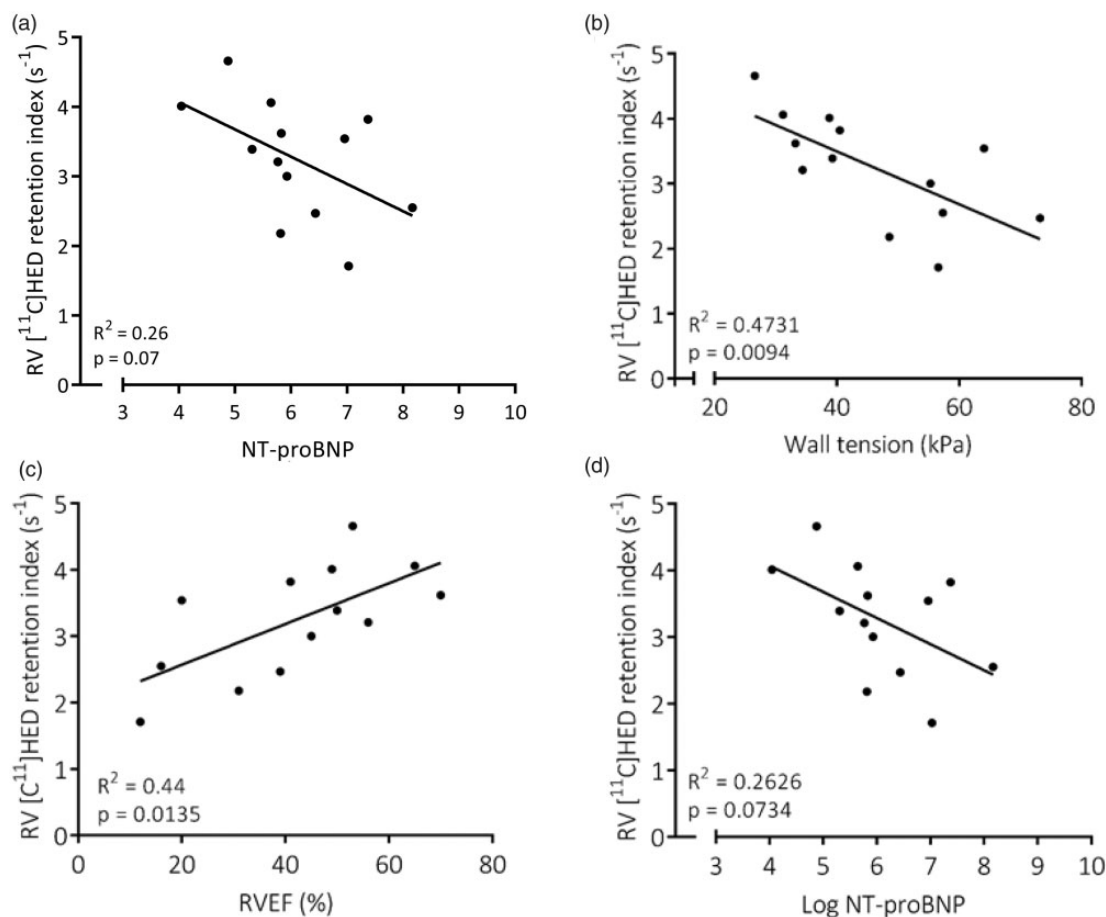 (a)
RV [¹¹C]HED retention index (s⁻¹)
5
4
3
2
1
0
R² = 0.26
p = 0.07
3 4 5 6 7 8 9 10
NT-proBNP
(b)
RV [¹¹C]HED retention index (s⁻¹)
5
4
3
2
1
0
R² = 0.4731
p = 0.0094
20 40 60 80
Wall tension (kPa)
(c)
RV [C¹¹]HED retention index (s⁻¹)
5
4
3
2
1
0
R² = 0.44
p = 0.0135
0 20 40 60 80
RVEF (%)
(d)
RV [¹¹C]HED retention index (s⁻¹)
5
4
3
2
1
0
R² = 0.2626
p = 0.0734
3 4 5 6 7 8 9 10
Log NT-proBNP